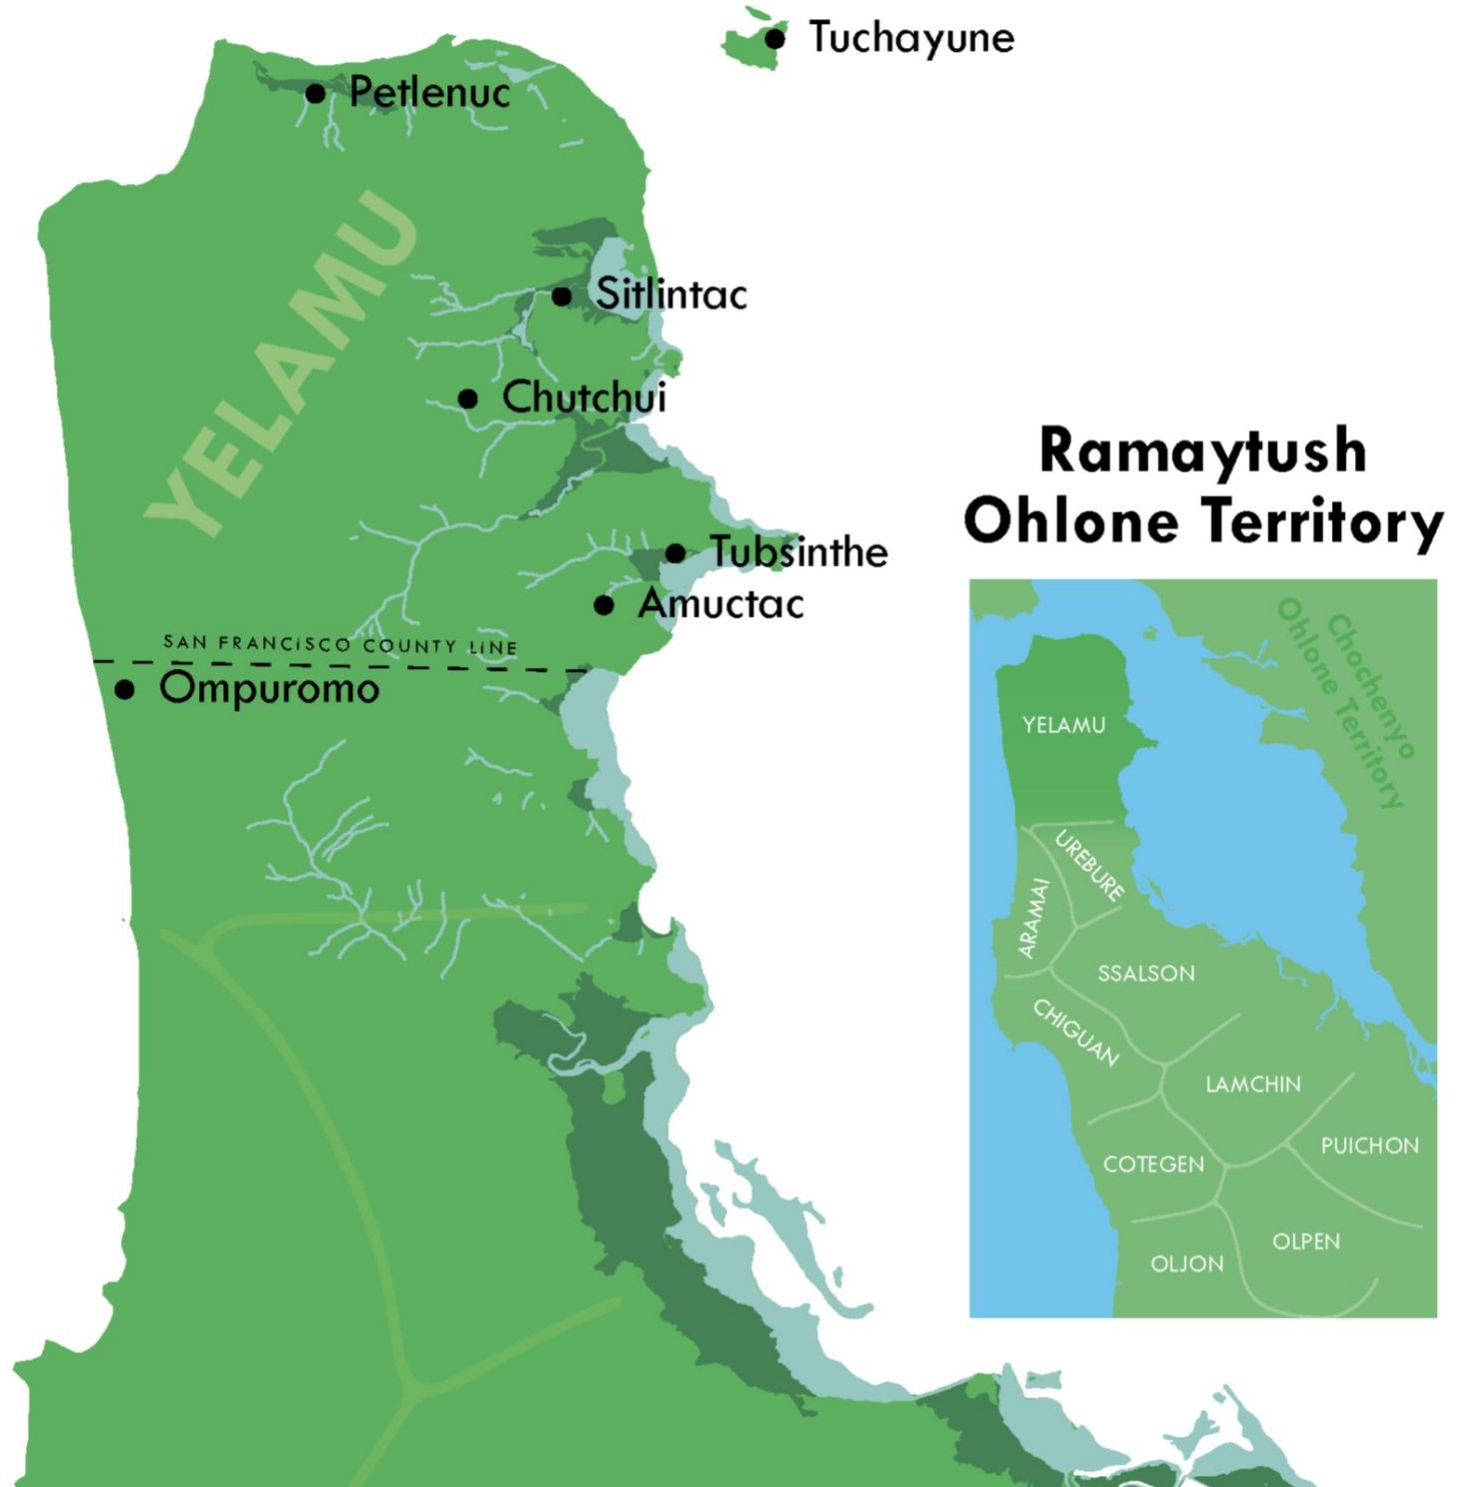 Tuchayune
Petlenuc
YELAMU
Sitlintac
Chutchui
Tubsinthe
Amuctac
SAN FRANCISCO COUNTY LINE
Ompuromo
Ramaytush
Ohlone Territory
Chochenyo
Ohlone Territory
YELAMU
UREBURE
ARAMAI
SSALSON
CHIGUAN
LAMCHIN
PUICHON
COTEGEN
OLPEN
OLJON